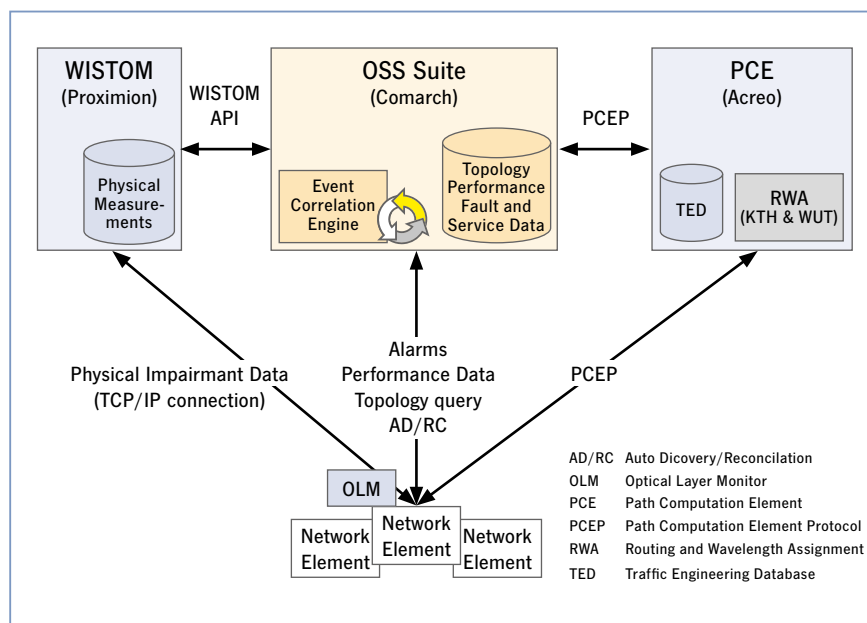 WISTOM
(Proximion)
Physical
Measure-
ments
WISTOM
API
OSS Suite
(Comarch)
Event
Correlation
Engine
Topology
Performance
Fault and
Service Data
PCEP
PCE
(Acreo)
TED
RWA
(KTH & WUT)
Physical Impairmant Data
(TCP/IP connection)
Alarms
Performance Data
Topology query
AD/RC
PCEP
OLM
Network
Element
Network
Element
Network
Element
AD/RC Auto Dicovery/Reconcilation
OLM Optical Layer Monitor
PCE Path Computation Element
PCEP Path Computation Element Protocol
RWA Routing and Wavelength Assignment
TED Traffic Engineering Database